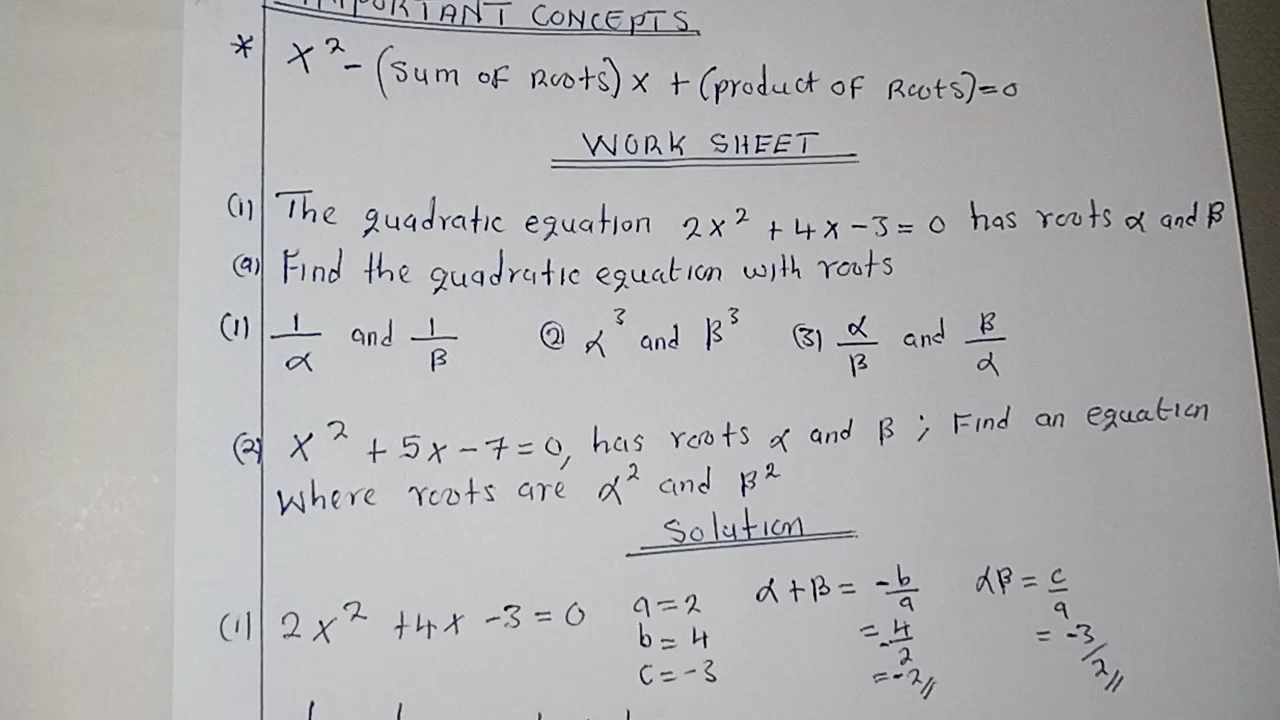 IMPORTANT CONCEPTS
* x² - (sum of Roots) x + (product of Roots) = 0
WORK SHEET
(1) The quadratic equation 2x² + 4x - 3 = 0 has roots α and β
(a) Find the quadratic equation with roots
(1) 1/α and 1/β ② α³ and β³ (3) α/β and β/α
(2) x² + 5x - 7 = 0, has roots α and β ; Find an equation
where roots are α² and β²
Solution
(1) 2x² + 4x - 3 = 0 a = 2 α + β = -b/a αβ = c/a
b = 4 = -4/2 = -3/2//
c = -3 = -2//